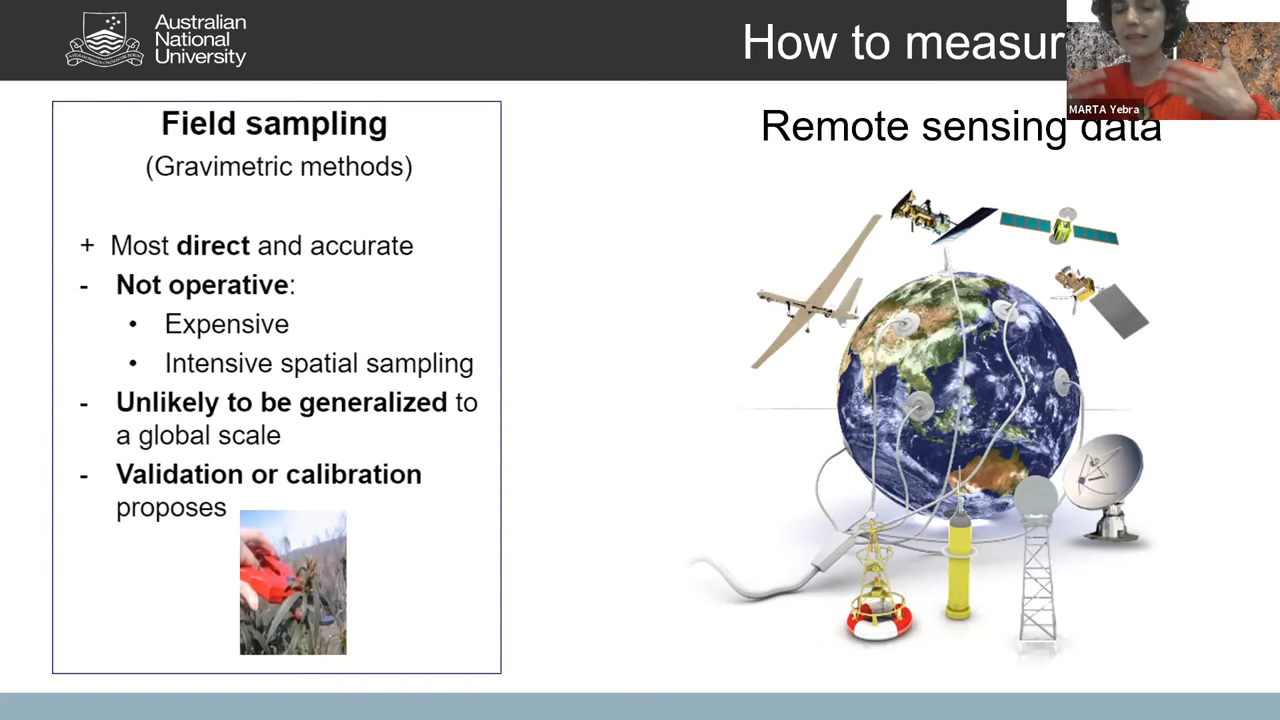 Australian
National
University
How to measur
MARTA Yebra
Field sampling
(Gravimetric methods)
+ Most direct and accurate
- Not operative:
• Expensive
• Intensive spatial sampling
- Unlikely to be generalized to
a global scale
- Validation or calibration
proposes
Remote sensing data